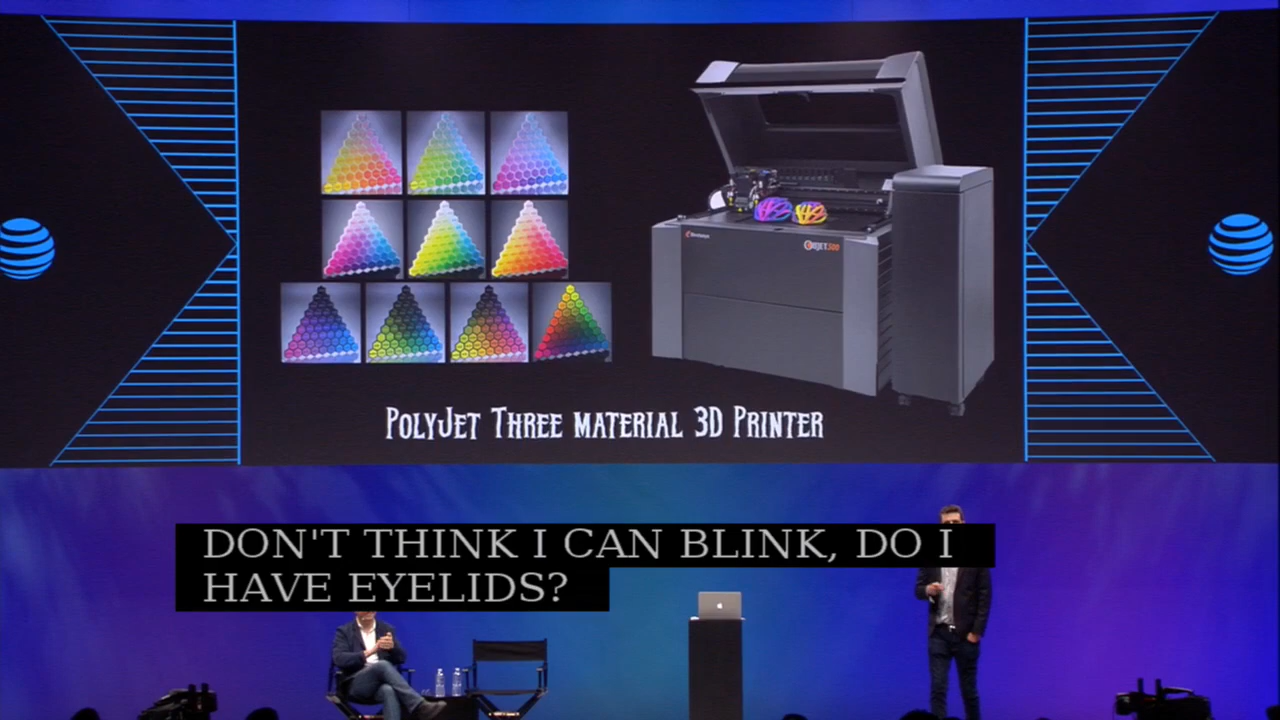 PolyJet Three material 3D Printer
DON'T THINK I CAN BLINK, DO I
HAVE EYELIDS?